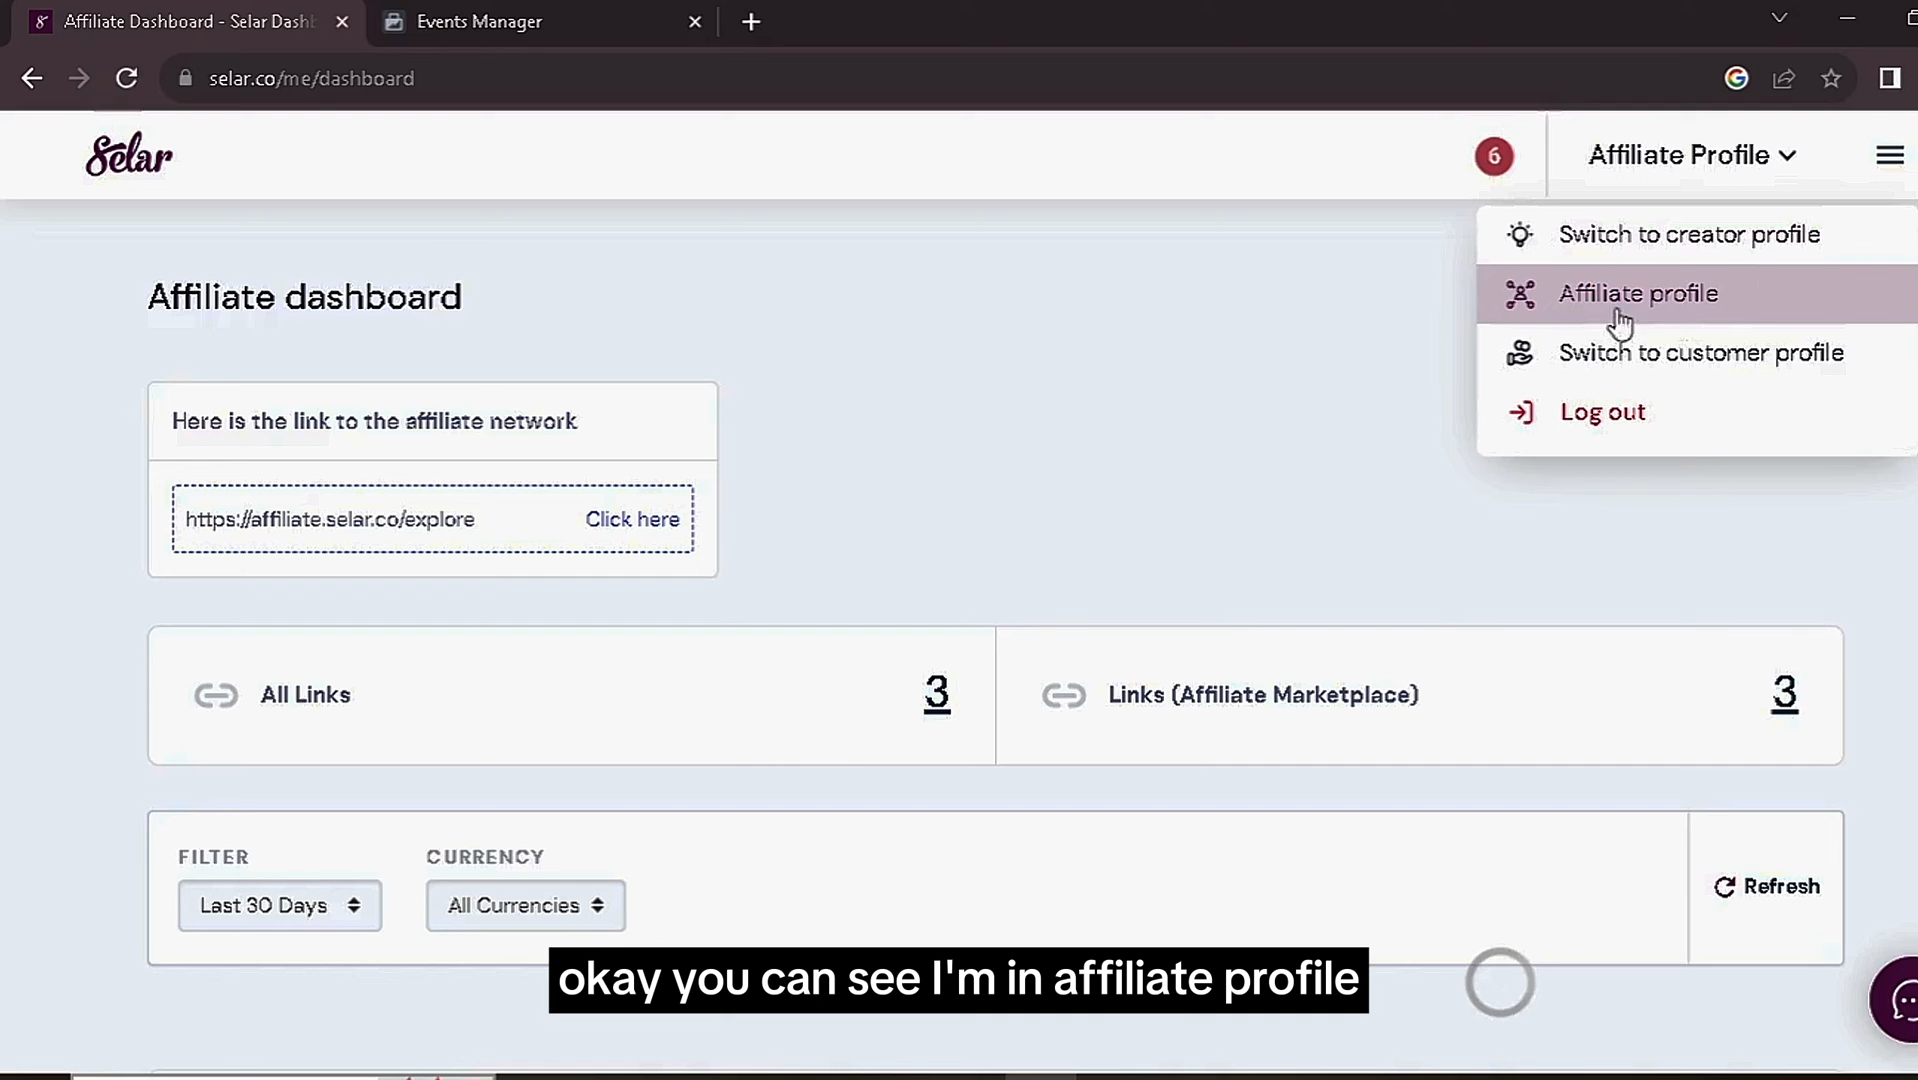 Affiliate Dashboard - Selar Dash
Events Manager
selar.co/me/dashboard
Selar
6
Affiliate Profile
Switch to creator profile
Affiliate profile
Switch to customer profile
Log out
Affiliate dashboard
Here is the link to the affiliate network
https://affiliate.selar.co/explore
Click here
All Links
3
Links (Affiliate Marketplace)
3
FILTER
CURRENCY
Last 30 Days
All Currencies
Refresh
okay you can see I'm in affiliate profile